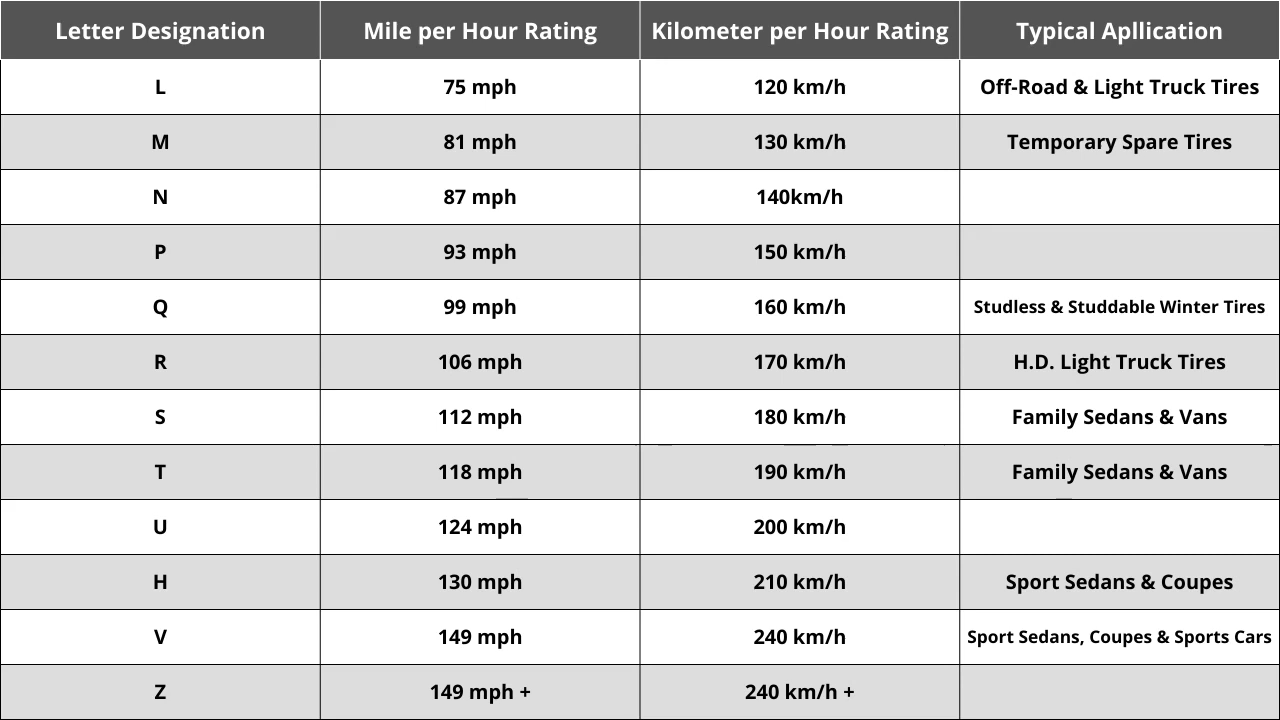 Letter Designation Mile per Hour Rating Kilometer per Hour Rating Typical Apllication
L 75 mph 120 km/h Off-Road & Light Truck Tires
M 81 mph 130 km/h Temporary Spare Tires
N 87 mph 140km/h
P 93 mph 150 km/h
Q 99 mph 160 km/h Studless & Studdable Winter Tires
R 106 mph 170 km/h H.D. Light Truck Tires
S 112 mph 180 km/h Family Sedans & Vans
T 118 mph 190 km/h Family Sedans & Vans
U 124 mph 200 km/h
H 130 mph 210 km/h Sport Sedans & Coupes
V 149 mph 240 km/h Sport Sedans, Coupes & Sports Cars
Z 149 mph + 240 km/h +